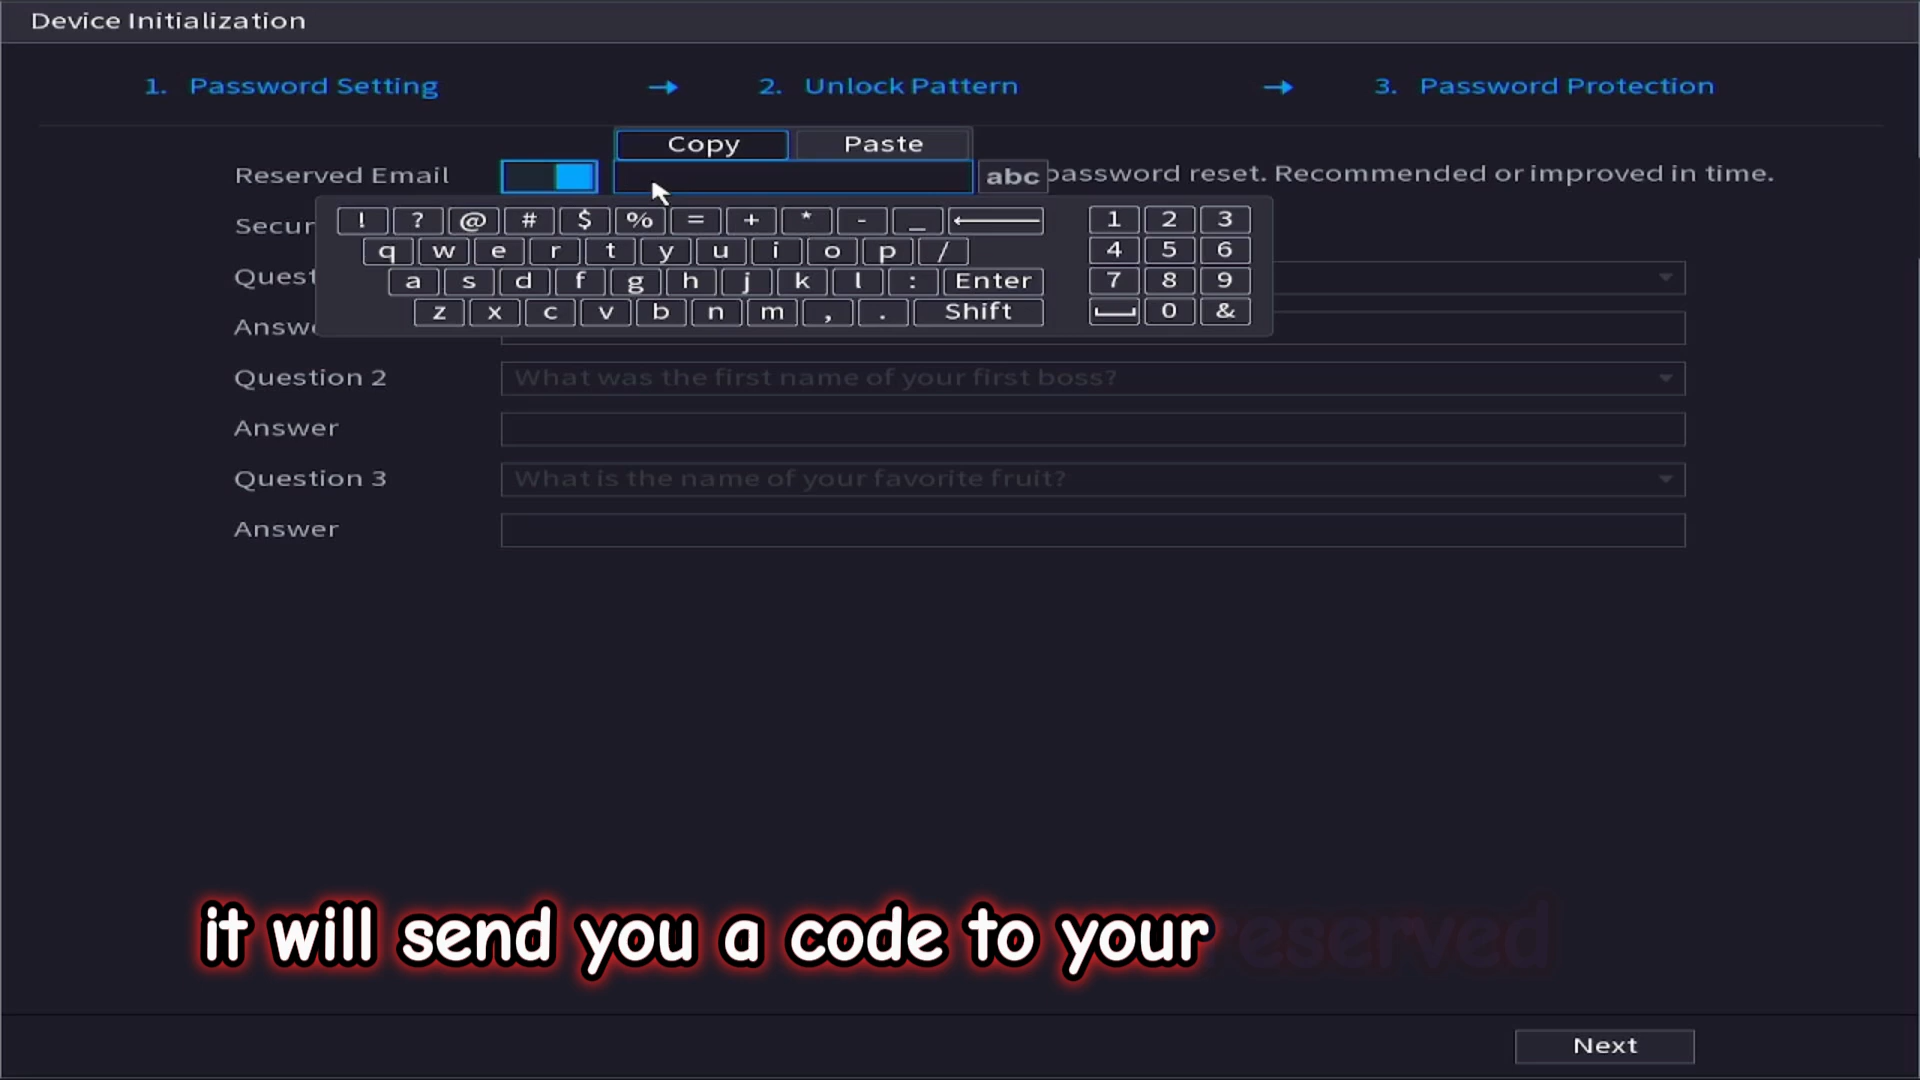 Device Initialization
1. Password Setting → 2. Unlock Pattern → 3. Password Protection
Copy Paste
Reserved Email abc password reset. Recommended or improved in time.
Secur
! ? @ # $ % = + * - _ 1 2 3
q w e r t y u i o p / 4 5 6
Quest
a s d f g h j k l : Enter 7 8 9
z x c v b n m , . Shift 0 &
Answe
Question 2 What was the first name of your first boss?
Answer
Question 3 What is the name of your favorite fruit?
Answer
it will send you a code to your reserved
Next